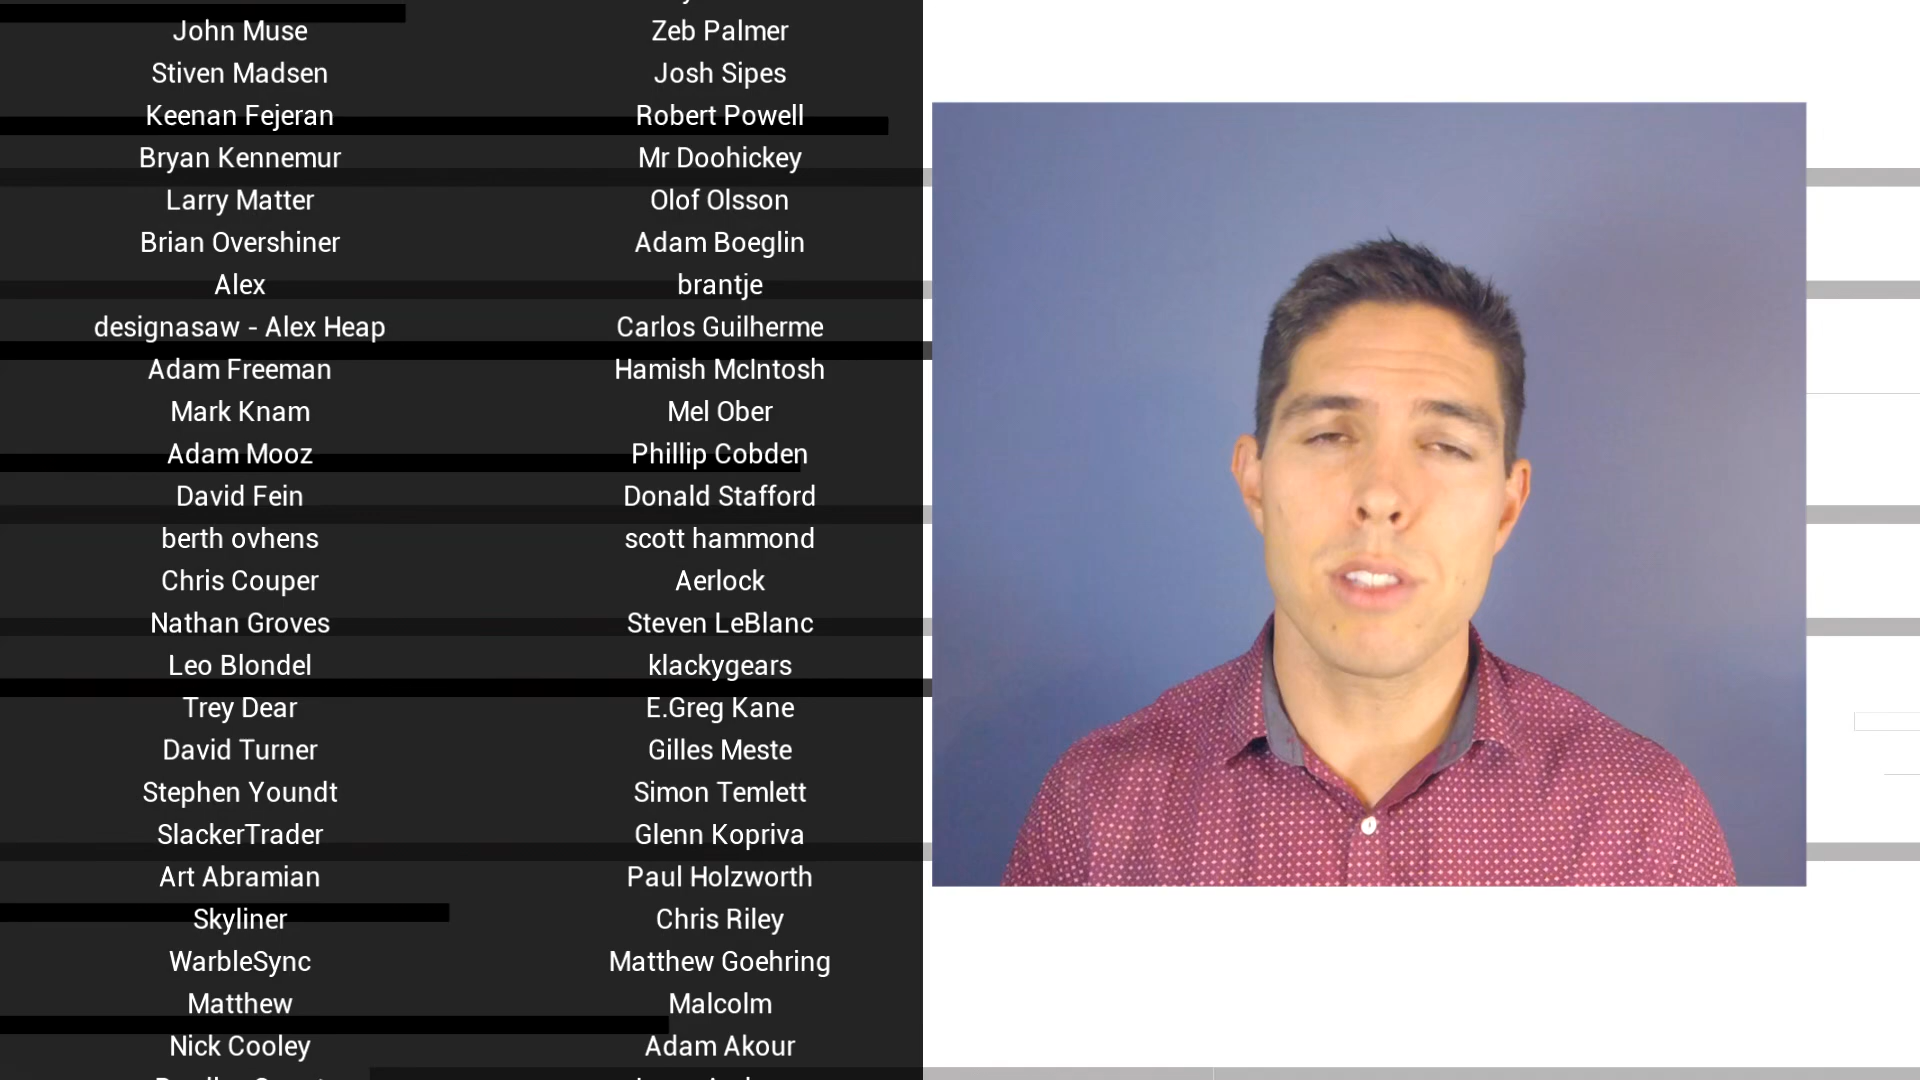 John Muse
Stiven Madsen
Keenan Fejeran
Bryan Kennemur
Larry Matter
Brian Overshiner
Alex
designasaw - Alex Heap
Adam Freeman
Mark Knam
Adam Mooz
David Fein
berth ovhens
Chris Couper
Nathan Groves
Leo Blondel
Trey Dear
David Turner
Stephen Youndt
SlackerTrader
Art Abramian
Skyliner
WarbleSync
Matthew
Nick Cooley
Zeb Palmer
Josh Sipes
Robert Powell
Mr Doohickey
Olof Olsson
Adam Boeglin
brantje
Carlos Guilherme
Hamish McIntosh
Mel Ober
Phillip Cobden
Donald Stafford
scott hammond
Aerlock
Steven LeBlanc
klackygears
E.Greg Kane
Gilles Meste
Simon Temlett
Glenn Kopriva
Paul Holzworth
Chris Riley
Matthew Goehring
Malcolm
Adam Akour